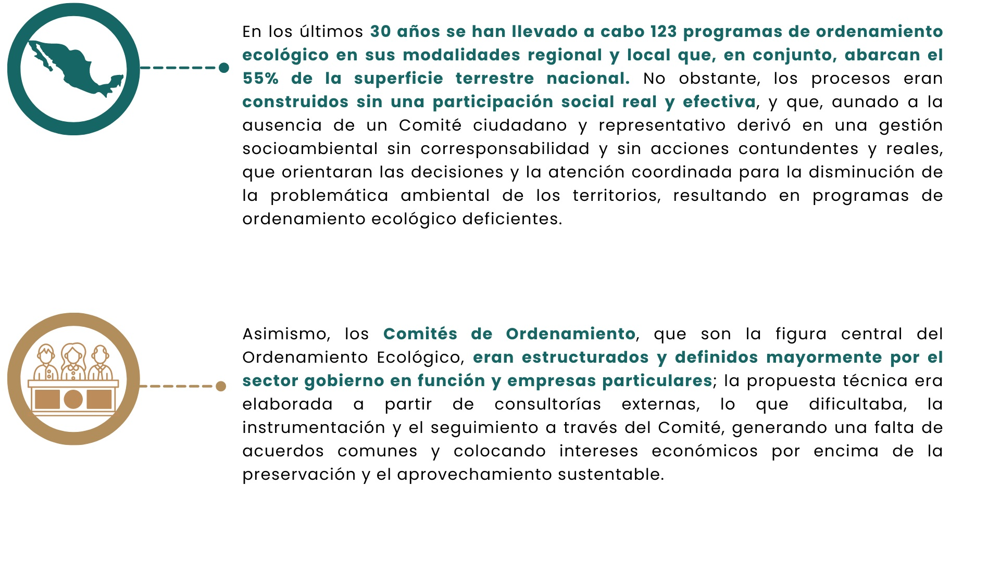 En los últimos 30 años se han llevado a cabo 123 programas de ordenamiento
ecológico en sus modalidades regional y local que, en conjunto, abarcan el
55% de la superficie terrestre nacional. No obstante, los procesos eran
construidos sin una participación social real y efectiva, y que, aunado a la
ausencia de un Comité ciudadano y representativo derivó en una gestión
socioambiental sin corresponsabilidad y sin acciones contundentes y reales,
que orientaran las decisiones y la atención coordinada para la disminución de
la problemática ambiental de los territorios, resultando en programas de
ordenamiento ecológico deficientes.
Asimismo, los Comités de Ordenamiento, que son la figura central del
Ordenamiento Ecológico, eran estructurados y definidos mayormente por el
sector gobierno en función y empresas particulares; la propuesta técnica era
elaborada a partir de consultorías externas, lo que dificultaba, la
instrumentación y el seguimiento a través del Comité, generando una falta de
acuerdos comunes y colocando intereses económicos por encima de la
preservación y el aprovechamiento sustentable.